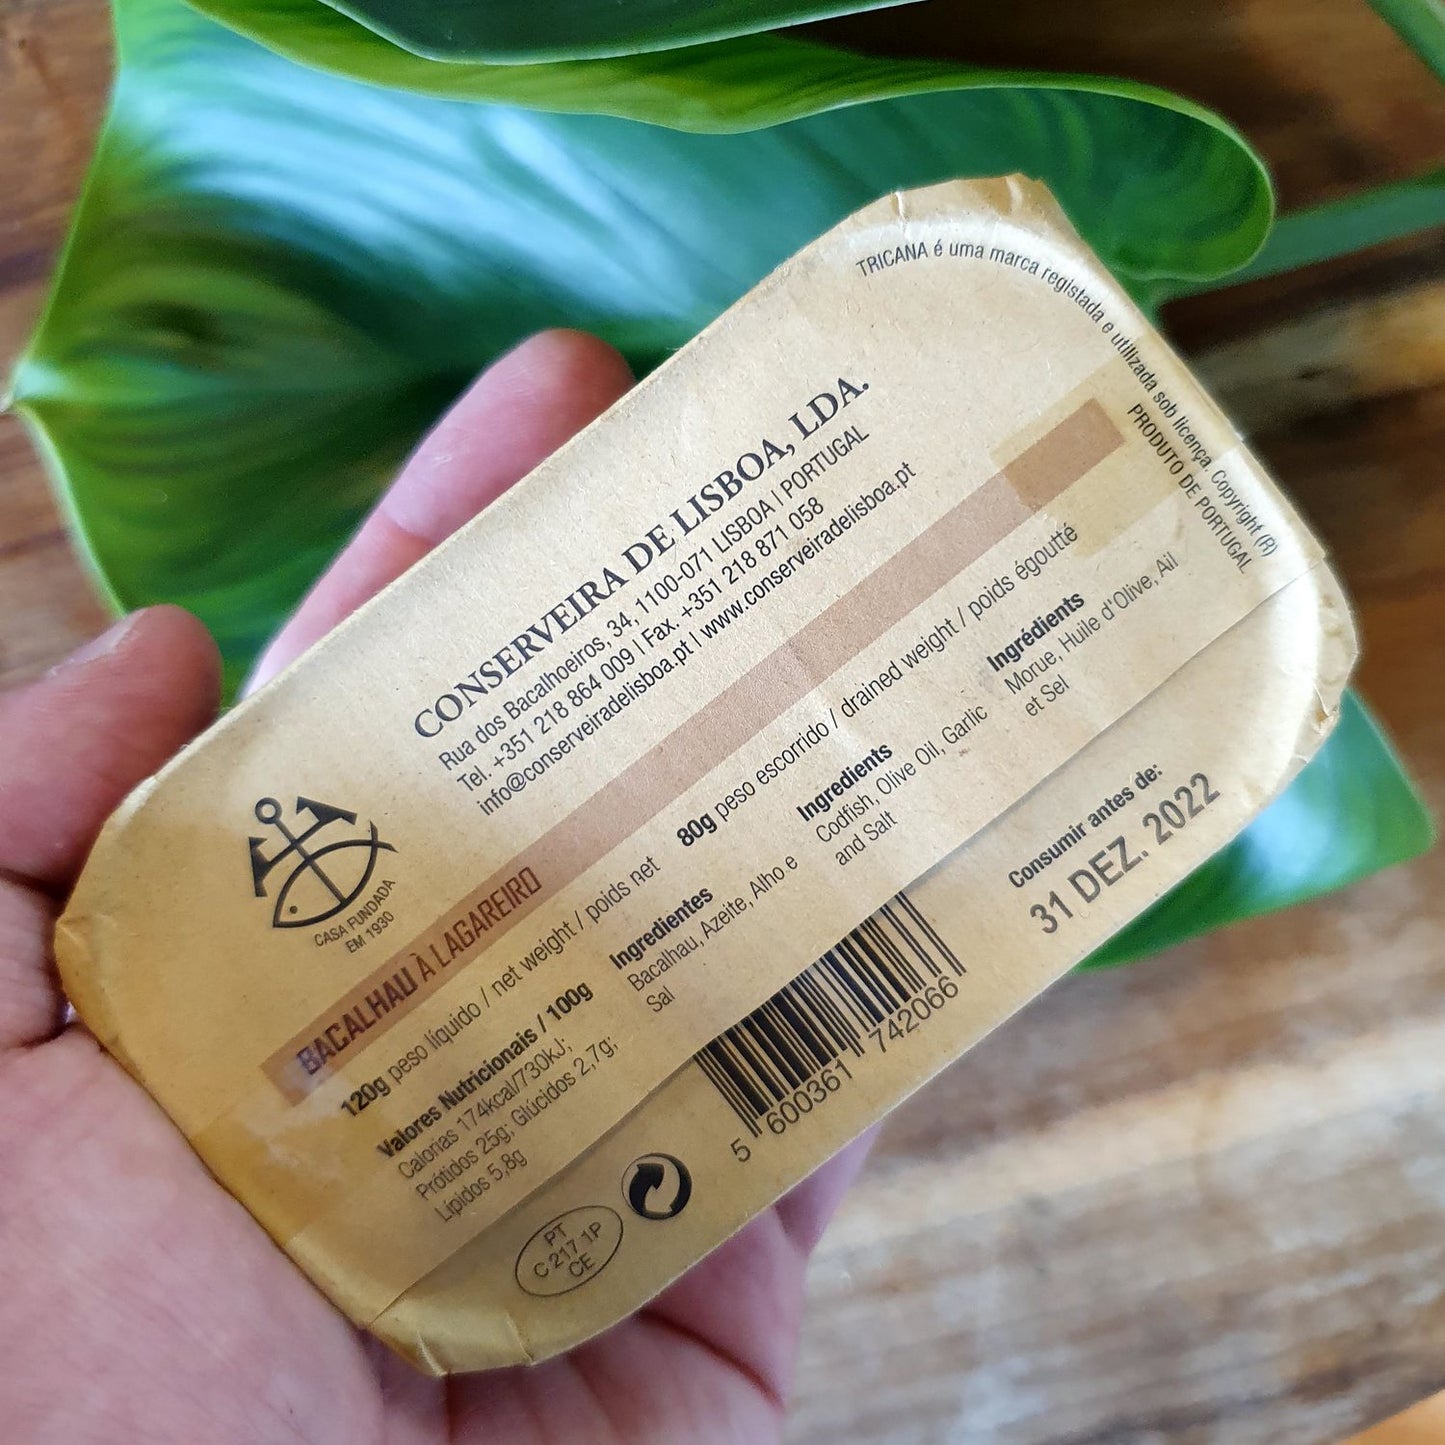 TRICANA é uma marca registada e utilizada sob licença. Copyright (R)
PRODUTO DE PORTUGAL
CONSERVEIRA DE LISBOA, LDA.
Rua dos Bacalhoeiros, 34, 1100-071 LISBOA | PORTUGAL
Tel. +351 218 864 009 | Fax. +351 218 871 058
info@conserveiradelisboa.pt | www.conserveiradelisboa.pt
CASA FUNDADA
EM 1930
BACALHAU À LAGAREIRO
120g peso líquido / net weight / poids net 80g peso escorrido / drained weight / poids égoutté
Valores Nutricionais / 100g
Calorias 174kcal/730kJ;
Prótidos 25g; Glúcidos 2,7g;
Lípidos 5,8g
Ingredientes
Bacalhau, Azeite, Alho e
Sal
Ingredients
Codfish, Olive Oil, Garlic
and Salt
Ingrédients
Morue, Huile d'Olive, Ail
et Sel
PT
C 217 1P
CE
5 600361 742066
Consumir antes de:
31 DEZ. 2022